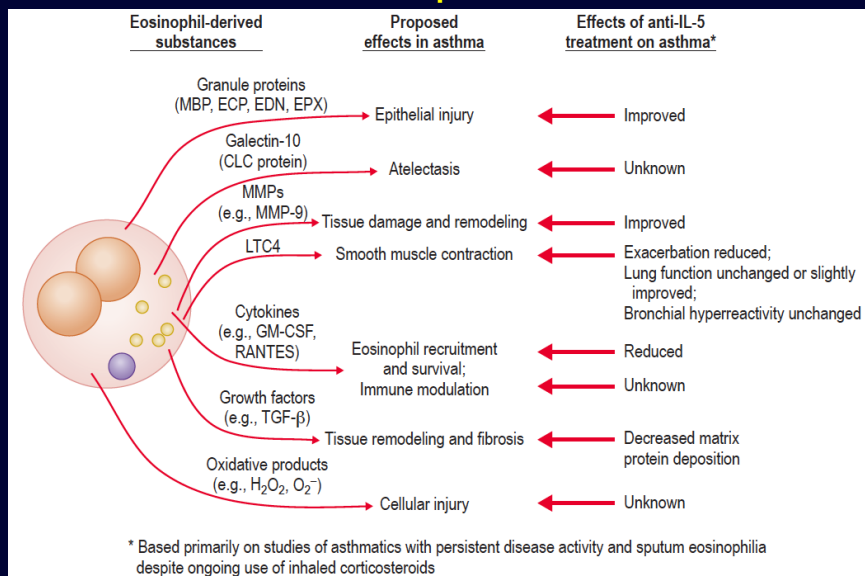 Eosinophil-derived
substances
Proposed
effects in asthma
Effects of anti-IL-5
treatment on asthma*
Granule proteins
(MBP, ECP, EDN, EPX)
Epithelial injury
Improved
Galectin-10
(CLC protein)
Atelectasis
Unknown
MMPs
(e.g., MMP-9)
Tissue damage and remodeling
Improved
LTC4
Smooth muscle contraction
Exacerbation reduced;
Lung function unchanged or slightly
improved;
Bronchial hyperreactivity unchanged
Cytokines
(e.g., GM-CSF,
RANTES)
Eosinophil recruitment
and survival;
Immune modulation
Reduced
Unknown
Growth factors
(e.g., TGF-β)
Tissue remodeling and fibrosis
Decreased matrix
protein deposition
Oxidative products
(e.g., H₂O₂, O₂⁻)
Cellular injury
Unknown
* Based primarily on studies of asthmatics with persistent disease activity and sputum eosinophilia
despite ongoing use of inhaled corticosteroids